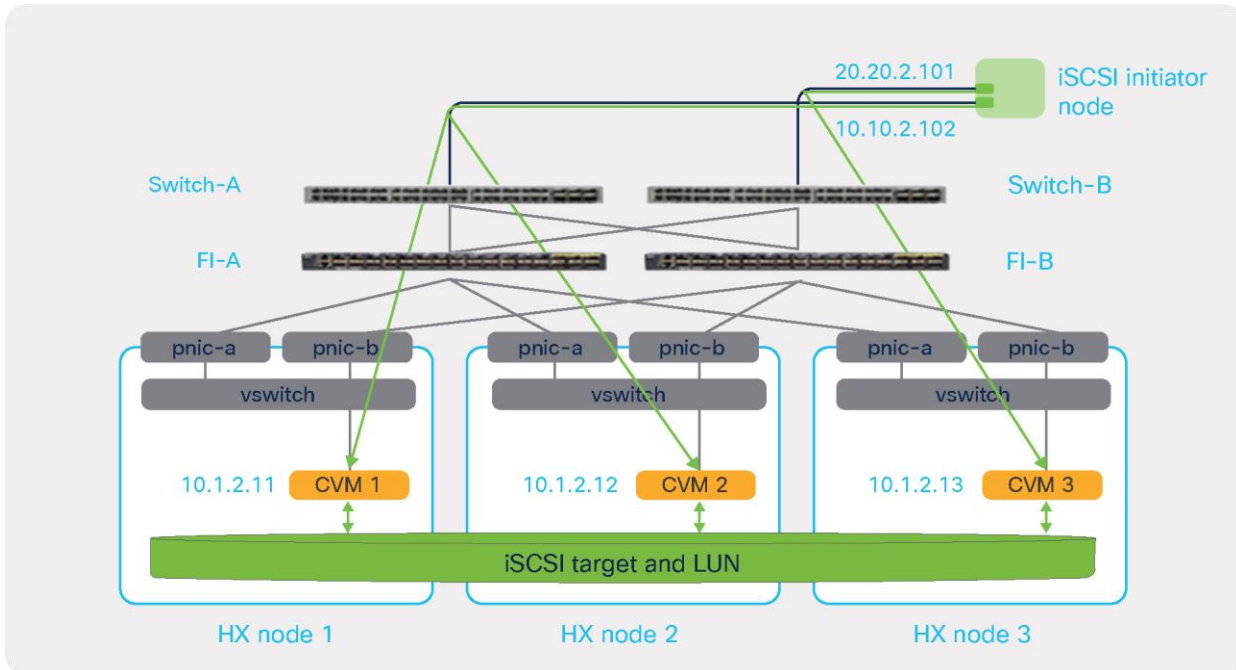 20.20.2.101
iSCSI initiator
node
10.10.2.102
Switch-A
Switch-B
FI-A
FI-B
pnic-a
pnic-b
pnic-a
pnic-b
pnic-a
pnic-b
vswitch
vswitch
vswitch
10.1.2.11
CVM 1
10.1.2.12
CVM 2
10.1.2.13
CVM 3
iSCSI target and LUN
HX node 1
HX node 2
HX node 3